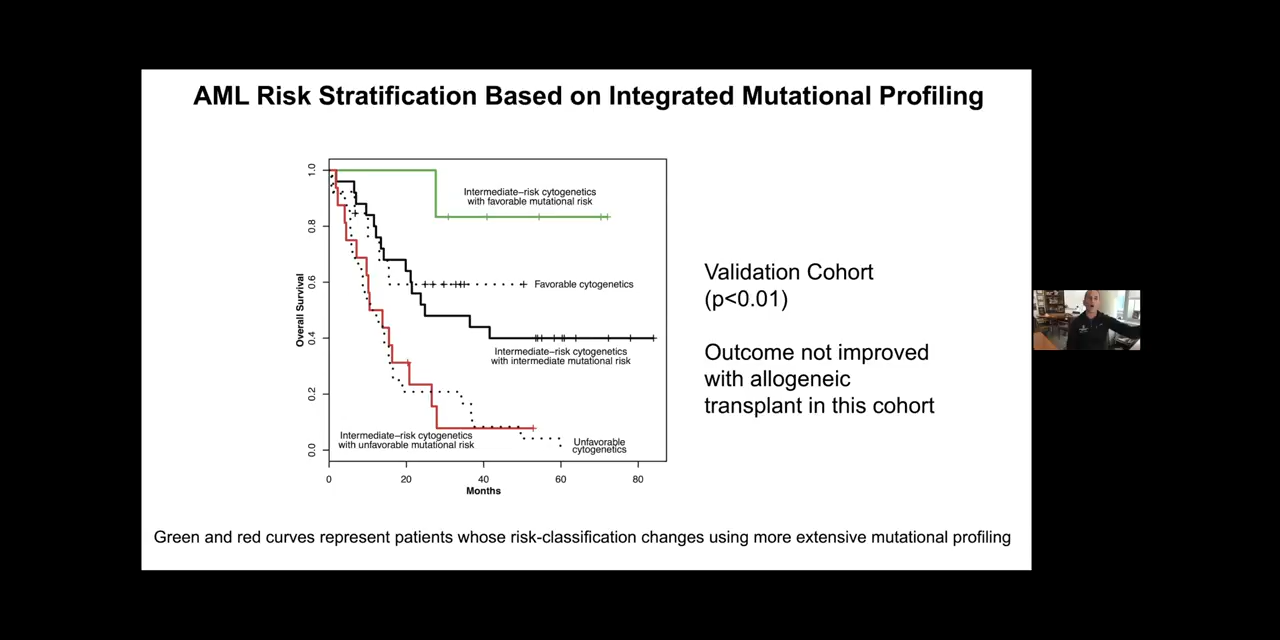 AML Risk Stratification Based on Integrated Mutational Profiling
1.0
0.8
0.6
0.4
0.2
0.0
Overall Survival
Intermediate–risk cytogenetics
with favorable mutational risk
Favorable cytogenetics
Intermediate–risk cytogenetics
with intermediate mutational risk
Intermediate–risk cytogenetics
with unfavorable mutational risk
Unfavorable
cytogenetics
0 20 40 60 80
Months
Validation Cohort
(p<0.01)
Outcome not improved
with allogeneic
transplant in this cohort
Green and red curves represent patients whose risk-classification changes using more extensive mutational profiling